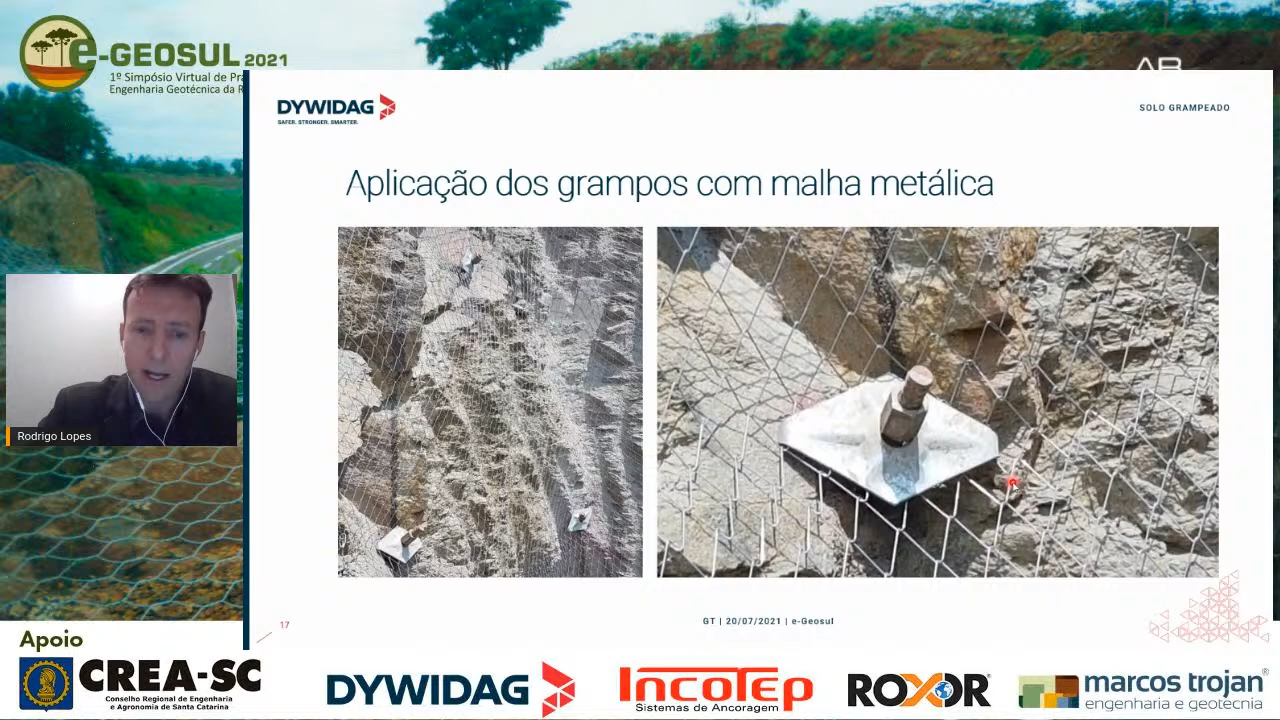 e-GEOSUL 2021
1º Simpósio Virtual de Pra
Engenharia Geotécnica da R
DYWIDAG
SAFER. STRONGER. SMARTER.
SOLO GRAMPEADO
Aplicação dos grampos com malha metálica
Rodrigo Lopes
17
GT | 20/07/2021 | e-Geosul
Apoio
CREA-SC
Conselho Regional de Engenharia
e Agronomia de Santa Catarina
DYWIDAG
INCOTEP
Sistemas de Ancoragem
ROXOR
marcos trojan®
engenharia e geotecnia